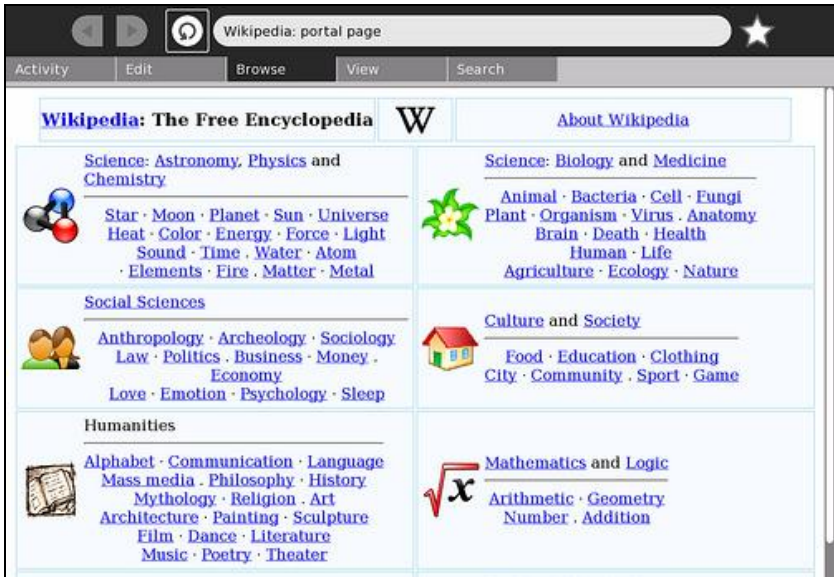 Wikipedia: portal page
Activity Edit Browse View Search
Wikipedia: The Free Encyclopedia
W
About Wikipedia
Science: Astronomy, Physics and
Chemistry
Star · Moon · Planet · Sun · Universe
Heat · Color · Energy · Force · Light
Sound · Time . Water · Atom
· Elements · Fire . Matter · Metal
Science: Biology and Medicine
Animal · Bacteria · Cell · Fungi
Plant · Organism · Virus . Anatomy
Brain · Death · Health
Human · Life
Agriculture · Ecology · Nature
Social Sciences
Anthropology · Archeology · Sociology
Law · Politics . Business · Money .
Economy
Love · Emotion · Psychology · Sleep
Culture and Society
Food · Education · Clothing
City · Community . Sport · Game
Humanities
Alphabet · Communication · Language
Mass media . Philosophy · History
Mythology · Religion . Art
Architecture · Painting · Sculpture
Film · Dance · Literature
Music · Poetry · Theater
x
Mathematics and Logic
Arithmetic · Geometry
Number . Addition